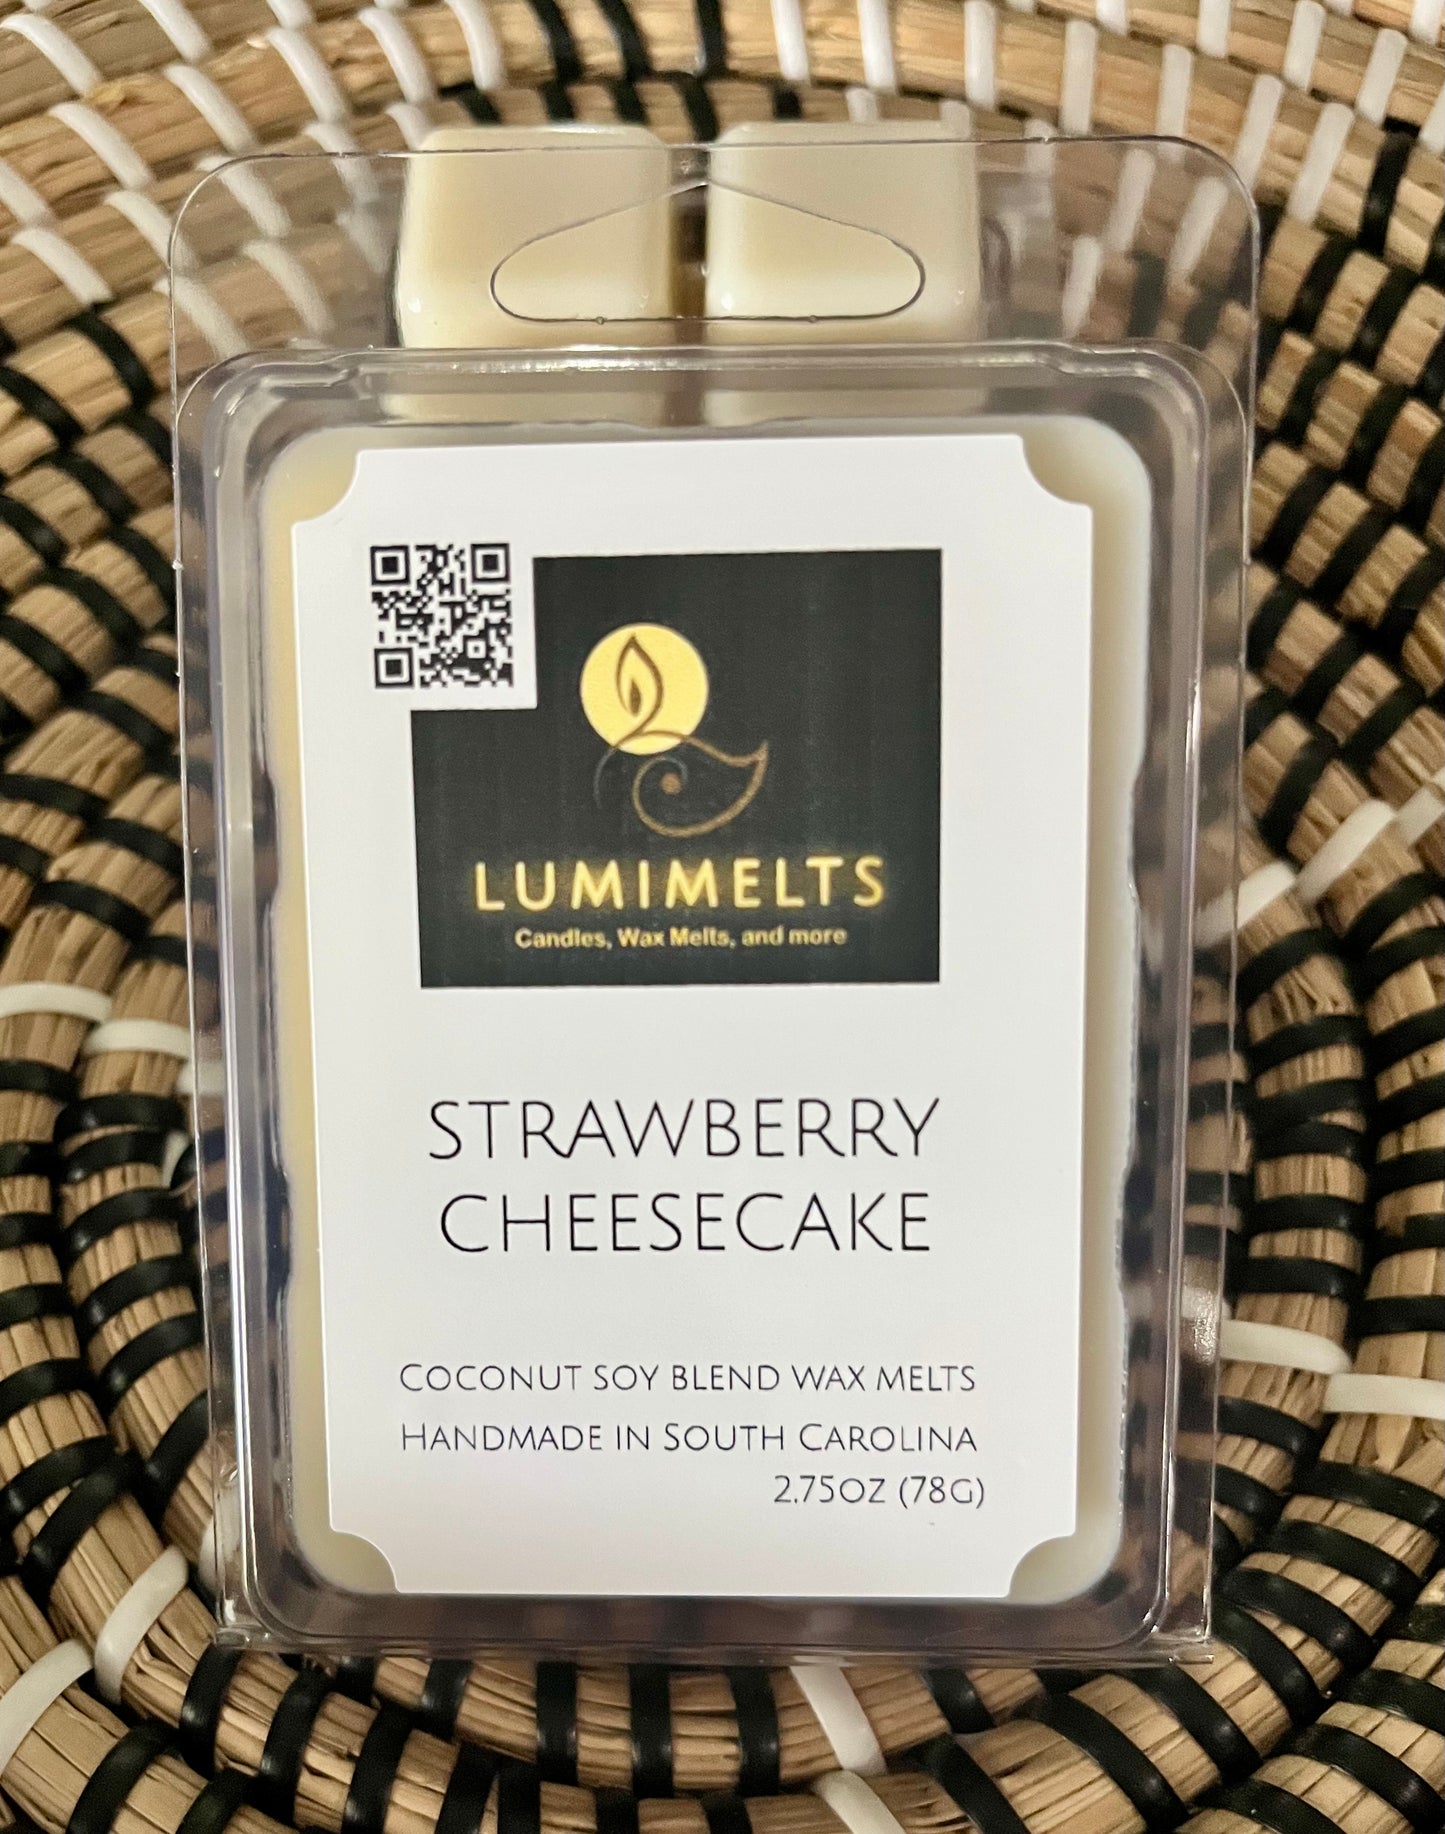 LUMIMELTS
Candles, Wax Melts, and more
STRAWBERRY
CHEESECAKE
COCONUT SOY BLEND WAX MELTS
HANDMADE IN SOUTH CAROLINA
2.75OZ (78G)